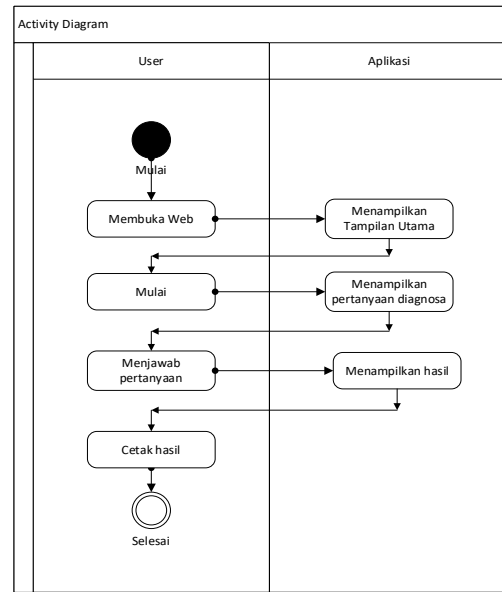 Activity Diagram
User
Aplikasi
Mulai
Membuka Web
Menampilkan
Tampilan Utama
Mulai
Menampilkan
pertanyaan diagnosa
Menjawab
pertanyaan
Menampilkan hasil
Cetak hasil
Selesai